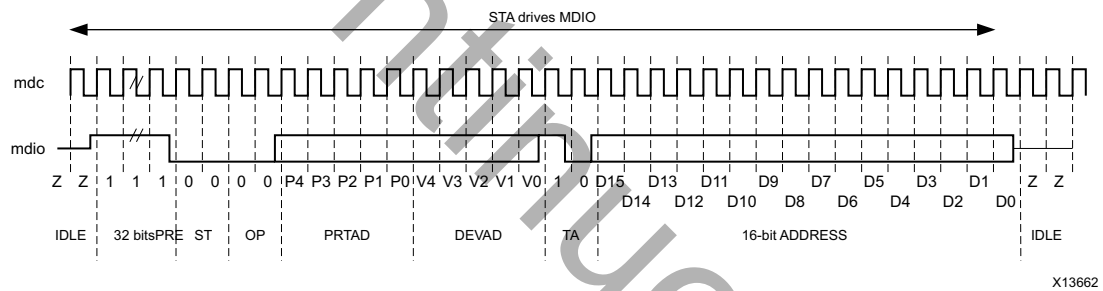 STA drives MDIO
mdc
mdio
Z Z 1 1 1 0 0 0 0 P4 P3 P2 P1 P0 V4 V3 V2 V1 V0 1 0 D15 D13 D11 D9 D7 D5 D3 D1 Z Z
D14 D12 D10 D8 D6 D4 D2 D0
IDLE 32 bitsPRE ST OP PRTAD DEVAD TA 16-bit ADDRESS IDLE
X13662